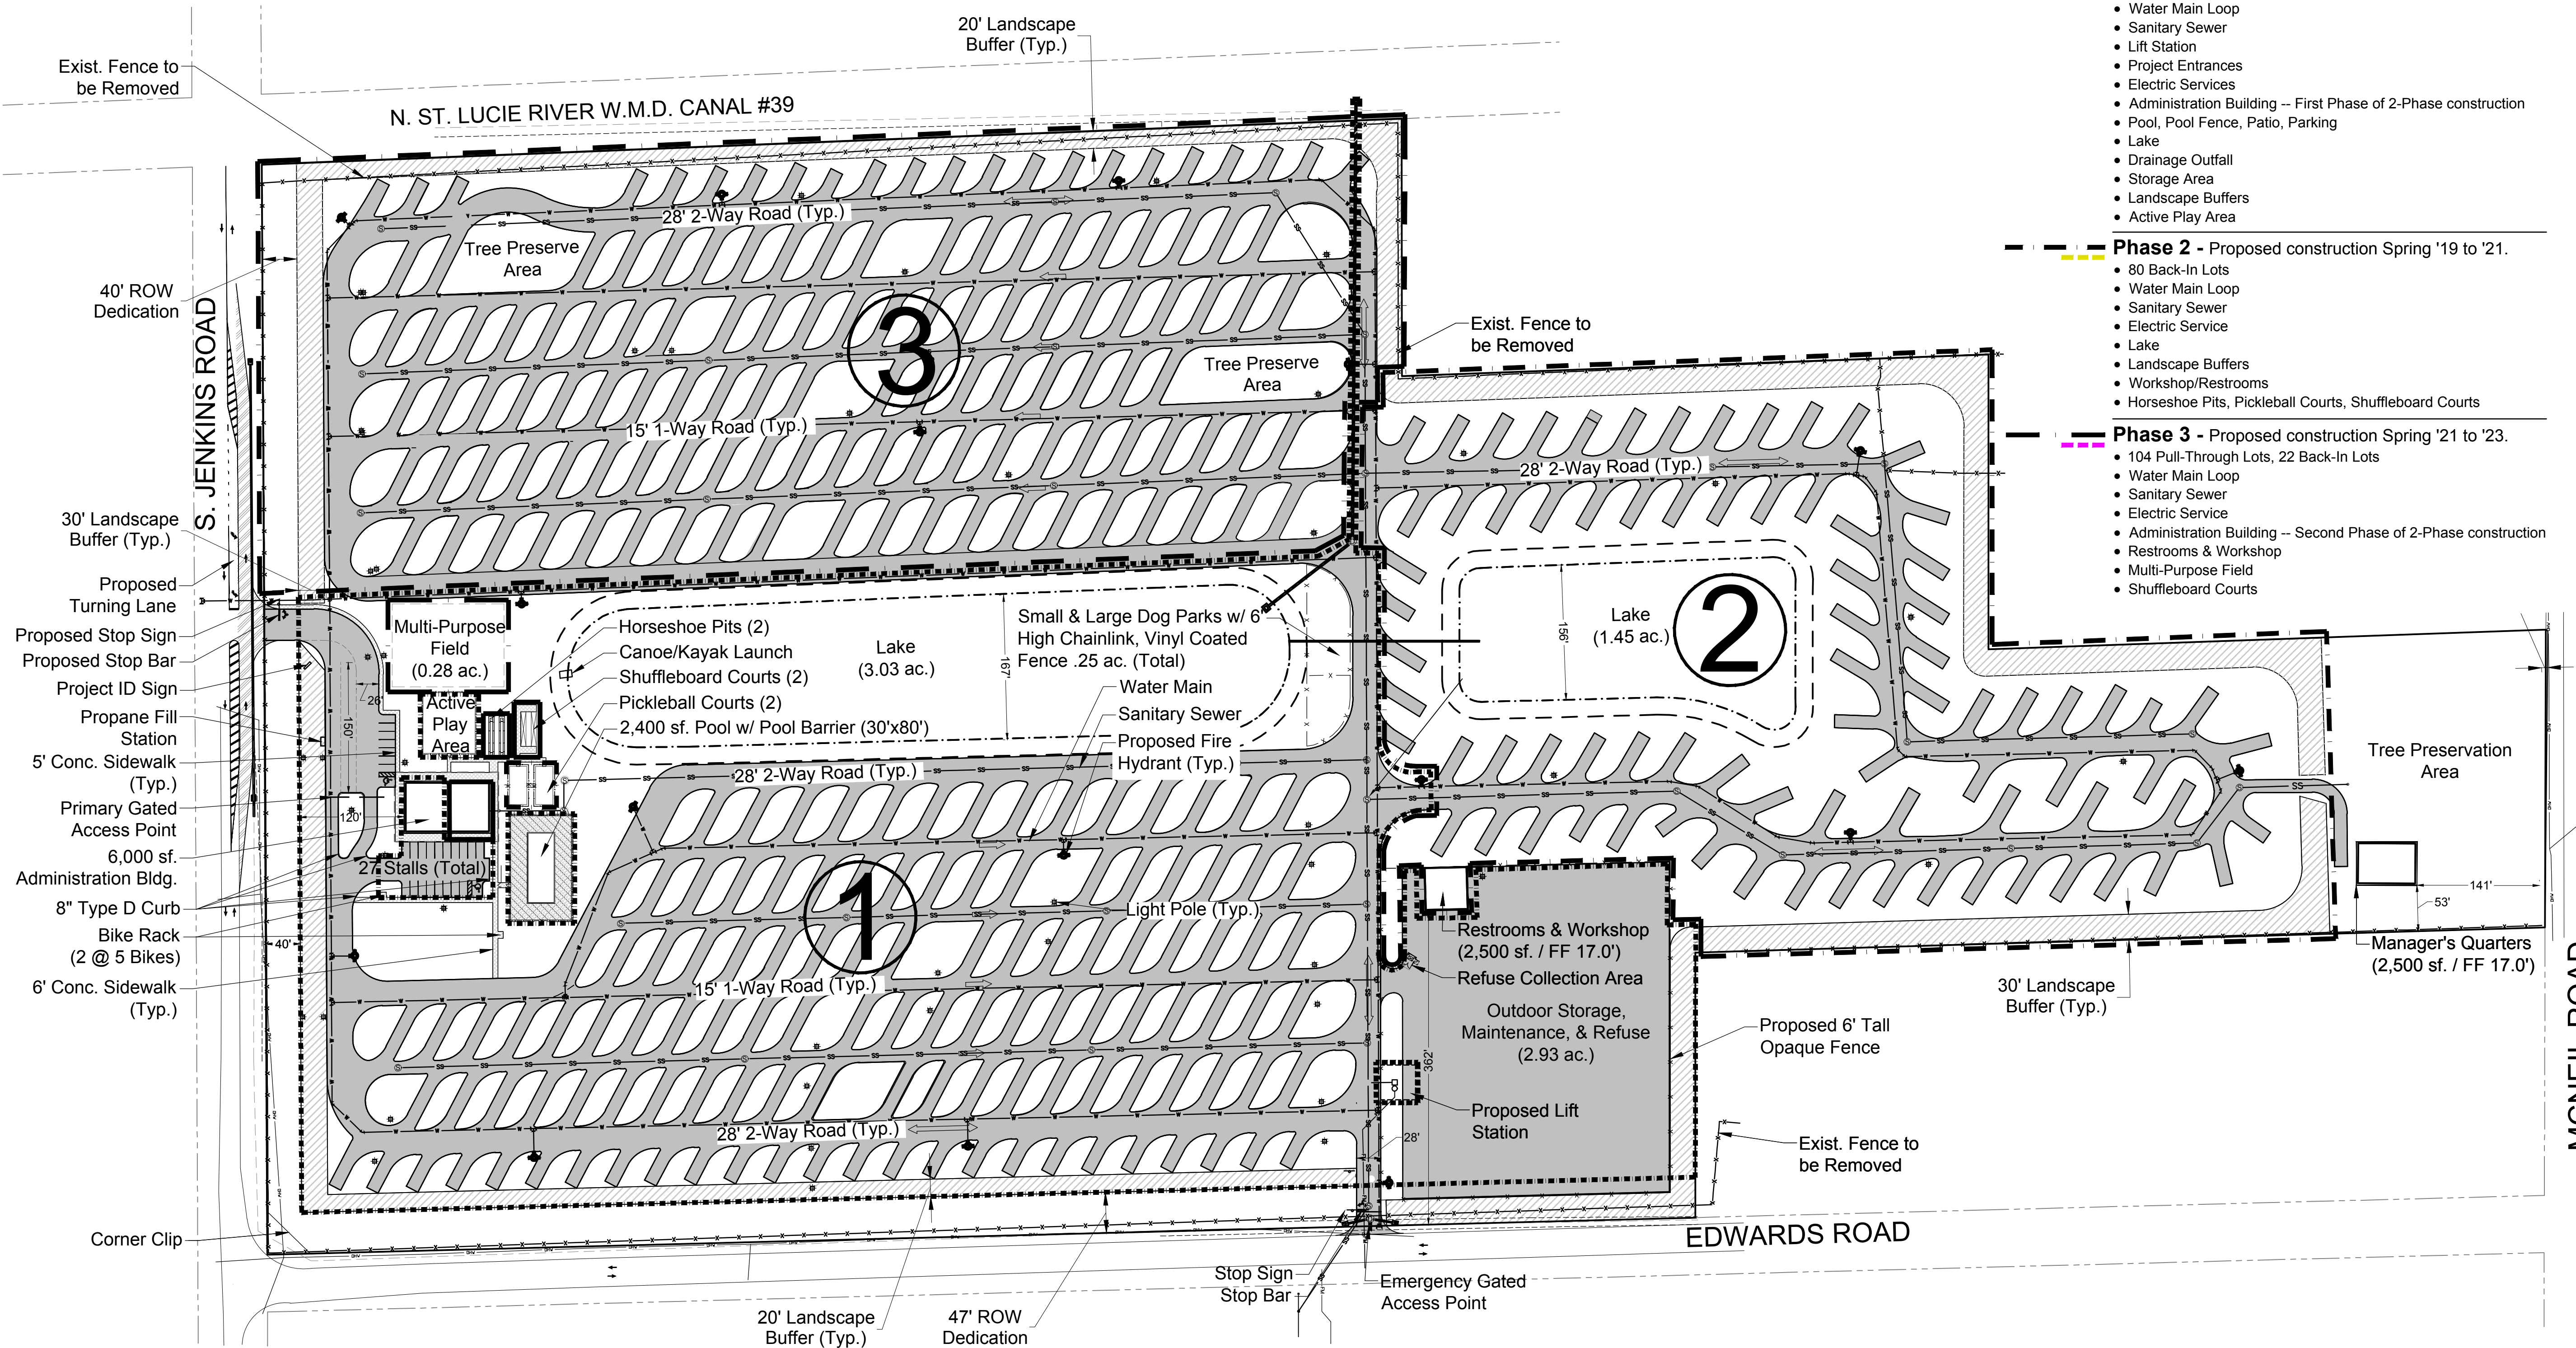 20' Landscape
Buffer (Typ.)
Exist. Fence to
be Removed
N. ST. LUCIE RIVER W.M.D. CANAL #39
40' ROW
Dedication
S. JENKINS ROAD
30' Landscape
Buffer (Typ.)
Proposed
Turning Lane
Proposed Stop Sign
Proposed Stop Bar
Project ID Sign
Propane Fill
Station
5' Conc. Sidewalk
(Typ.)
Primary Gated
Access Point
6,000 sf.
Administration Bldg.
8" Type D Curb
Bike Rack
(2 @ 5 Bikes)
6' Conc. Sidewalk
(Typ.)
Corner Clip
28' 2-Way Road (Typ.)
Tree Preserve
Area
3
Tree Preserve
Area
15' 1-Way Road (Typ.)
Exist. Fence to
be Removed
Multi-Purpose
Field
(0.28 ac.)
Active
Play
Area
26'
150'
120'
40'
27 Stalls (Total)
Horseshoe Pits (2)
Canoe/Kayak Launch
Shuffleboard Courts (2)
Pickleball Courts (2)
2,400 sf. Pool w/ Pool Barrier (30'x80')
Lake
(3.03 ac.)
167'
Small & Large Dog Parks w/ 6'
High Chainlink, Vinyl Coated
Fence .25 ac. (Total)
Water Main
Sanitary Sewer
Proposed Fire
Hydrant (Typ.)
28' 2-Way Road (Typ.)
1
Light Pole (Typ.)
15' 1-Way Road (Typ.)
28' 2-Way Road (Typ.)
28' 2-Way Road (Typ.)
156'
Lake
(1.45 ac.)
2
Restrooms & Workshop
(2,500 sf. / FF 17.0')
Refuse Collection Area
Outdoor Storage,
Maintenance, & Refuse
(2.93 ac.)
362'
Proposed Lift
Station
28'
Proposed 6' Tall
Opaque Fence
Exist. Fence to
be Removed
30' Landscape
Buffer (Typ.)
Tree Preservation
Area
141'
53'
Manager's Quarters
(2,500 sf. / FF 17.0')
MCNEIL ROAD
EDWARDS ROAD
Stop Sign
Stop Bar
Emergency Gated
Access Point
20' Landscape
Buffer (Typ.)
47' ROW
Dedication
• Water Main Loop
• Sanitary Sewer
• Lift Station
• Project Entrances
• Electric Services
• Administration Building -- First Phase of 2-Phase construction
• Pool, Pool Fence, Patio, Parking
• Lake
• Drainage Outfall
• Storage Area
• Landscape Buffers
• Active Play Area
Phase 2 - Proposed construction Spring '19 to '21.
• 80 Back-In Lots
• Water Main Loop
• Sanitary Sewer
• Electric Service
• Lake
• Landscape Buffers
• Workshop/Restrooms
• Horseshoe Pits, Pickleball Courts, Shuffleboard Courts
Phase 3 - Proposed construction Spring '21 to '23.
• 104 Pull-Through Lots, 22 Back-In Lots
• Water Main Loop
• Sanitary Sewer
• Electric Service
• Administration Building -- Second Phase of 2-Phase construction
• Restrooms & Workshop
• Multi-Purpose Field
• Shuffleboard Courts